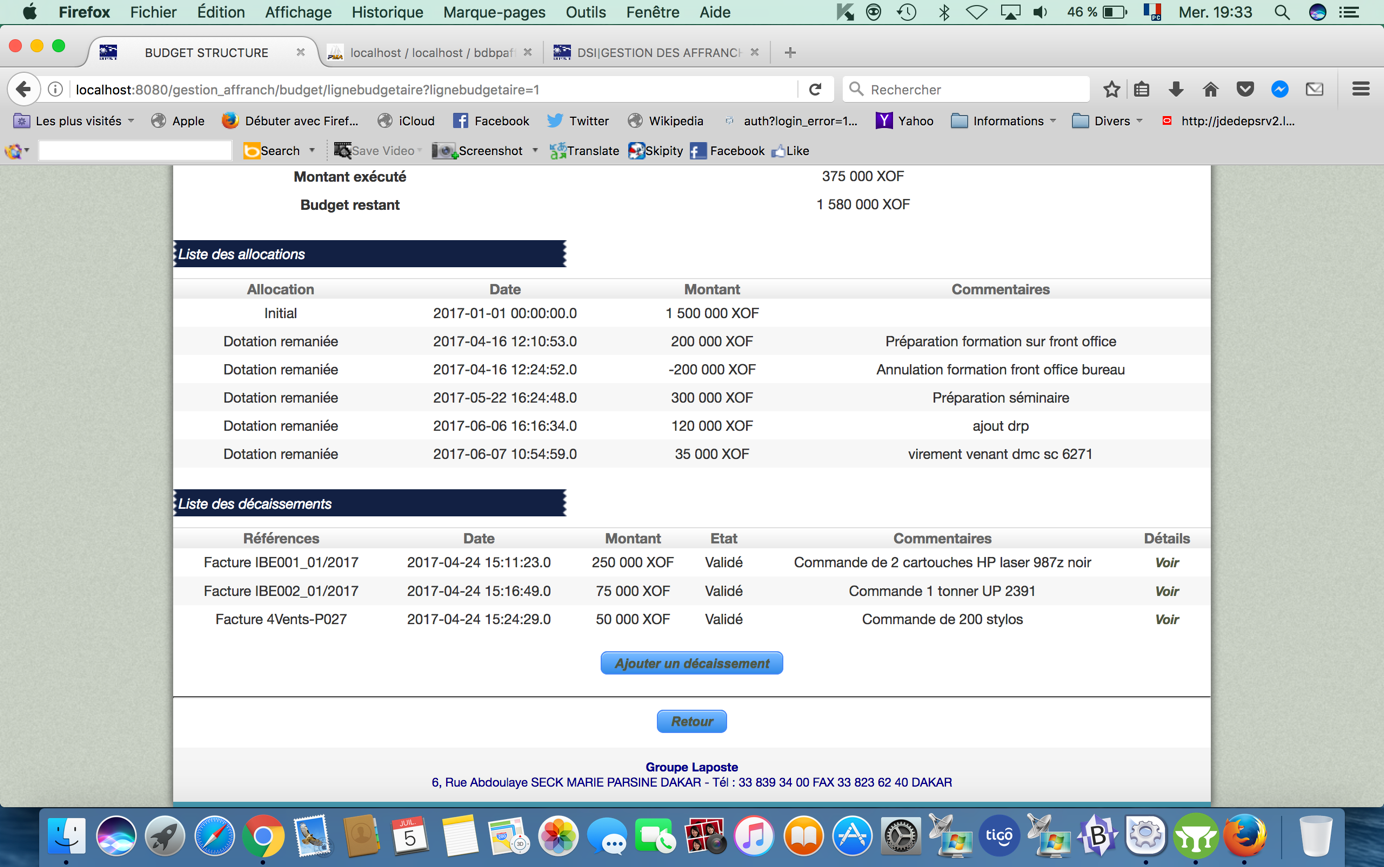 Firefox Fichier Édition Affichage Historique Marque-pages Outils Fenêtre Aide 46 % Mer. 19:33
BUDGET STRUCTURE localhost / localhost / bdbpaf DSI|GESTION DES AFFRANCH
localhost:8080/gestion_affranch/budget/lignebudgetaire?lignebudgetaire=1 Rechercher
Les plus visités Apple Débuter avec Firef... iCloud Facebook Twitter Wikipedia auth?login_error=1... Yahoo Informations Divers http://jdedepsrv2.l...
Search Save Video Screenshot Translate Skipity Facebook Like
Montant exécuté 375 000 XOF
Budget restant 1 580 000 XOF
Liste des allocations
Allocation Date Montant Commentaires
Initial 2017-01-01 00:00:00.0 1 500 000 XOF
Dotation remaniée 2017-04-16 12:10:53.0 200 000 XOF Préparation formation sur front office
Dotation remaniée 2017-04-16 12:24:52.0 -200 000 XOF Annulation formation front office bureau
Dotation remaniée 2017-05-22 16:24:48.0 300 000 XOF Préparation séminaire
Dotation remaniée 2017-06-06 16:16:34.0 120 000 XOF ajout drp
Dotation remaniée 2017-06-07 10:54:59.0 35 000 XOF virement venant dmc sc 6271
Liste des décaissements
Références Date Montant Etat Commentaires Détails
Facture IBE001_01/2017 2017-04-24 15:11:23.0 250 000 XOF Validé Commande de 2 cartouches HP laser 987z noir Voir
Facture IBE002_01/2017 2017-04-24 15:16:49.0 75 000 XOF Validé Commande 1 tonner UP 2391 Voir
Facture 4Vents-P027 2017-04-24 15:24:29.0 50 000 XOF Validé Commande de 200 stylos Voir
Ajouter un décaissement
Retour
Groupe Laposte
6, Rue Abdoulaye SECK MARIE PARSINE DAKAR - Tél : 33 839 34 00 FAX 33 823 62 40 DAKAR
JUIL. 5 3D tigo B